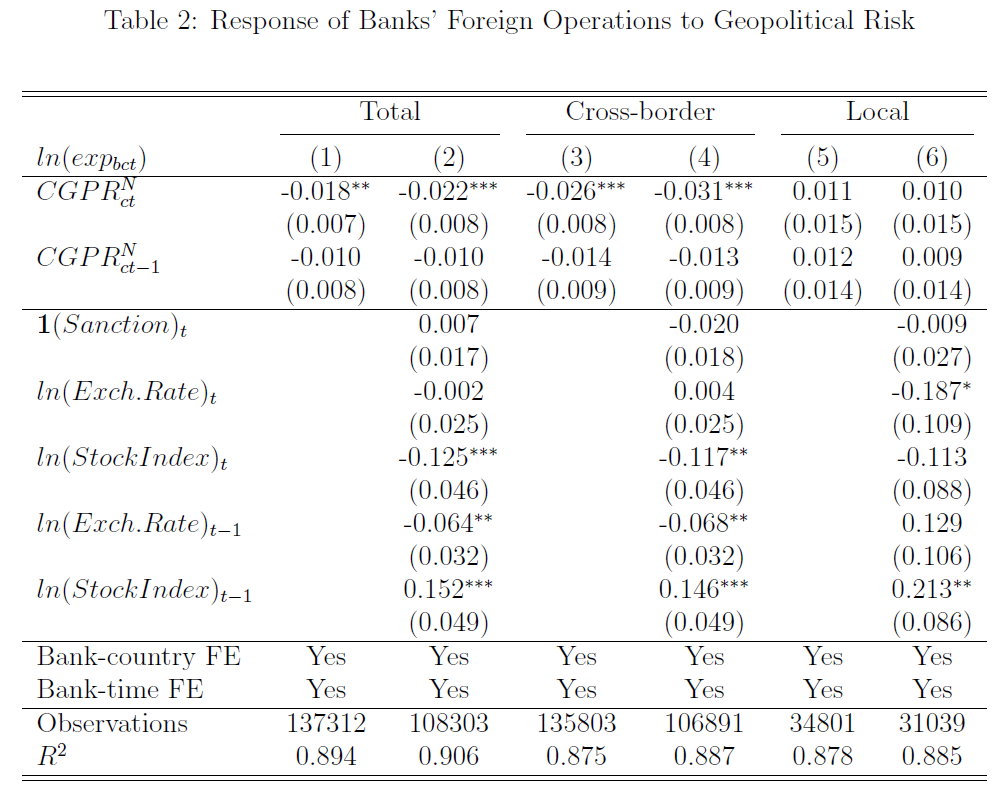 Table 2: Response of Banks' Foreign Operations to Geopolitical Risk
Total Cross-border Local
ln(exp_{bct}) (1) (2) (3) (4) (5) (6)
CGPR^{N}_{ct} -0.018** -0.022*** -0.026*** -0.031*** 0.011 0.010
(0.007) (0.008) (0.008) (0.008) (0.015) (0.015)
CGPR^{N}_{ct−1} -0.010 -0.010 -0.014 -0.013 0.012 0.009
(0.008) (0.008) (0.009) (0.009) (0.014) (0.014)
1(Sanction)_{t} 0.007 -0.020 -0.009
(0.017) (0.018) (0.027)
ln(Exch.Rate)_{t} -0.002 0.004 -0.187*
(0.025) (0.025) (0.109)
ln(StockIndex)_{t} -0.125*** -0.117** -0.113
(0.046) (0.046) (0.088)
ln(Exch.Rate)_{t−1} -0.064** -0.068** 0.129
(0.032) (0.032) (0.106)
ln(StockIndex)_{t−1} 0.152*** 0.146*** 0.213**
(0.049) (0.049) (0.086)
Bank-country FE Yes Yes Yes Yes Yes Yes
Bank-time FE Yes Yes Yes Yes Yes Yes
Observations 137312 108303 135803 106891 34801 31039
R² 0.894 0.906 0.875 0.887 0.878 0.885